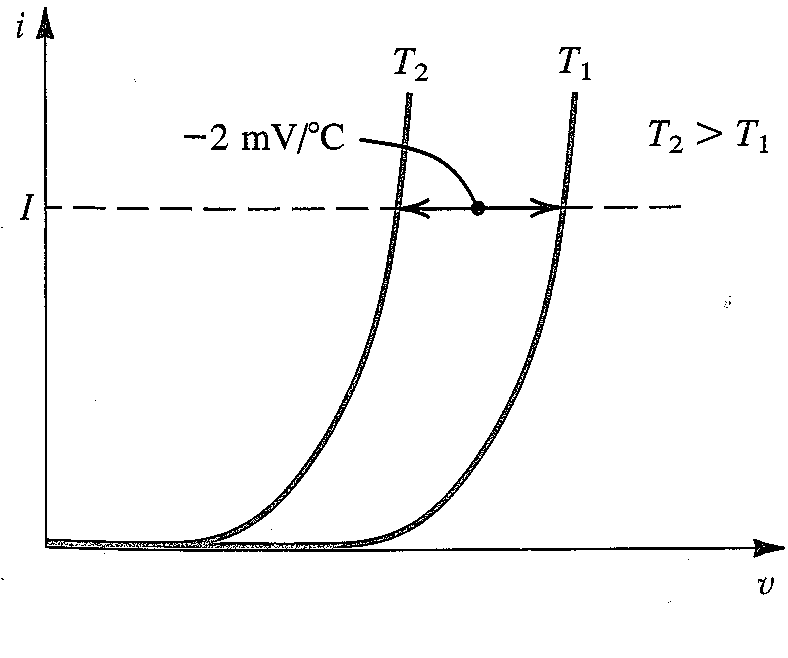 i
T₂
T₁
−2 mV/°C
T₂ > T₁
I
v